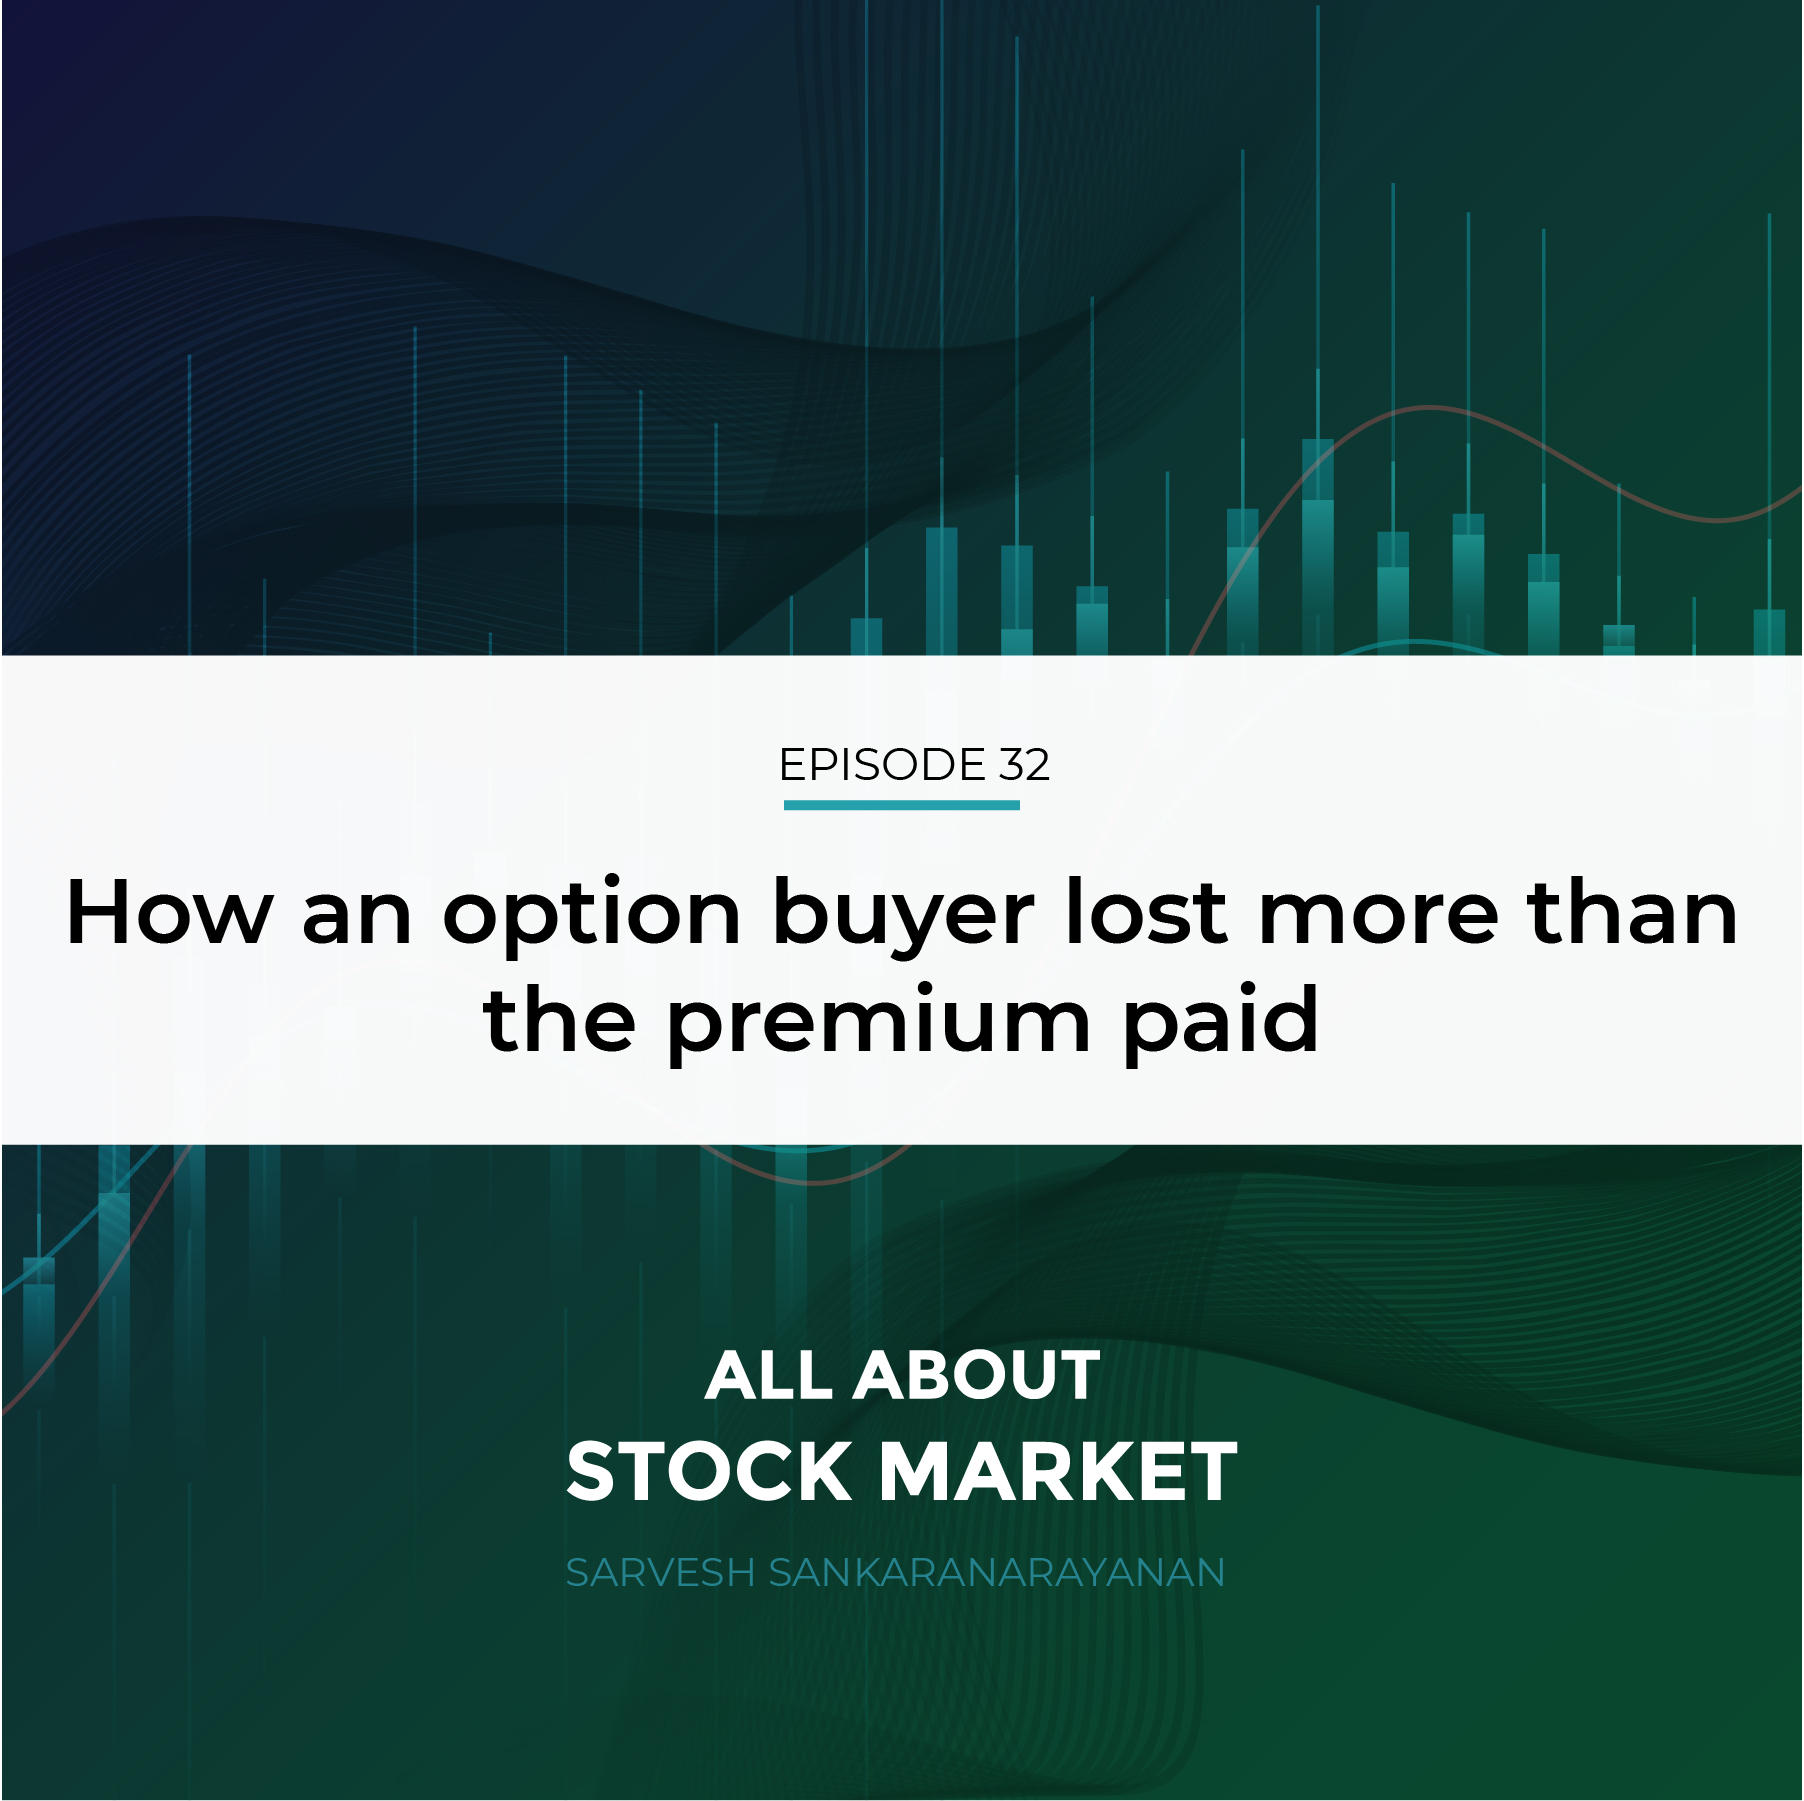 EPISODE 32
How an option buyer lost more than
the premium paid
ALL ABOUT
STOCK MARKET
SARVESH SANKARANARAYANAN